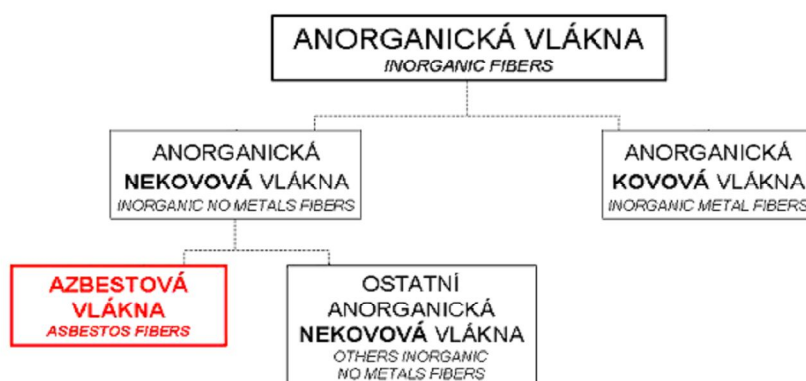 ANORGANICKÁ VLÁKNA
INORGANIC FIBERS
ANORGANICKÁ
NEKOVOVÁ VLÁKNA
INORGANIC NO METALS FIBERS
ANORGANICKÁ
KOVOVÁ VLÁKNA
INORGANIC METAL FIBERS
AZBESTOVÁ
VLÁKNA
ASBESTOS FIBERS
OSTATNÍ
ANORGANICKÁ
NEKOVOVÁ VLÁKNA
OTHERS INORGANIC
NO METALS FIBERS